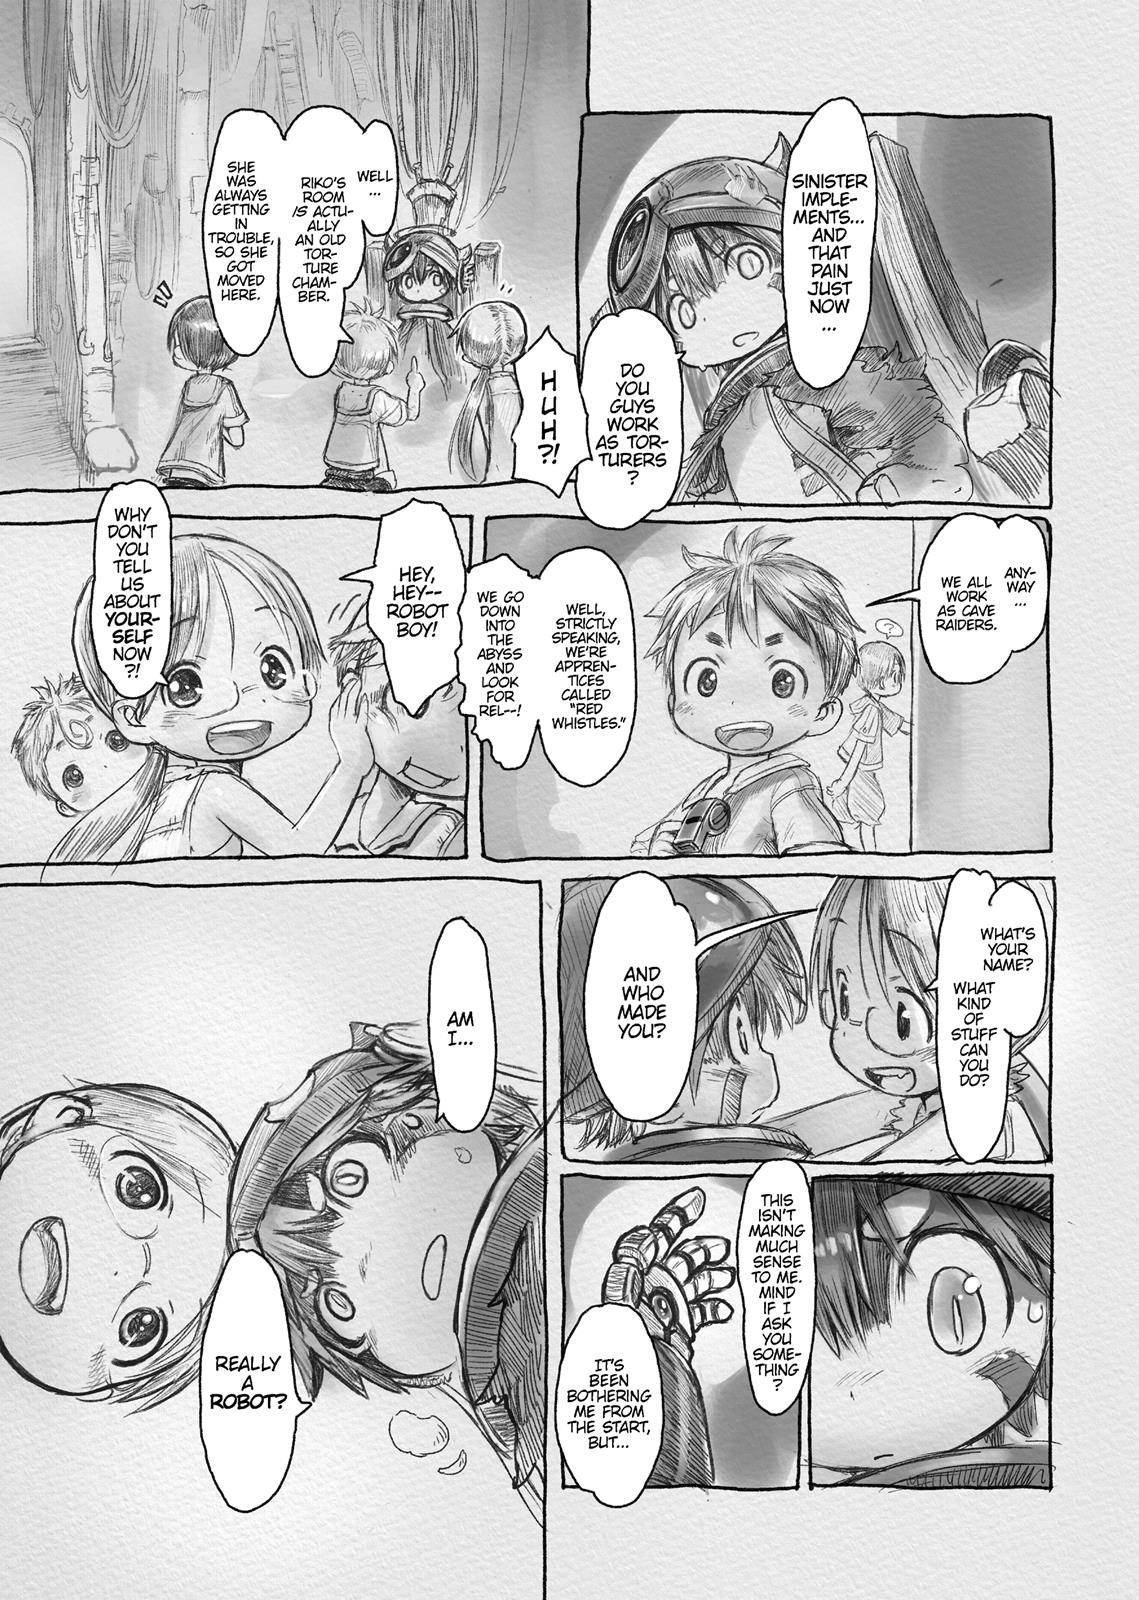 SINISTER
IMPLE-
MENTS...
AND
THAT
PAIN
JUST
NOW
...
DO
YOU
GUYS
WORK
AS TOR-
TURERS
?
HUH?!
WELL
...
RIKO'S
ROOM
IS ACTU-
ALLY
AN OLD
TOR-
TURE
CHAM-
BER.
SHE
WAS
ALWAYS
GETTING
IN
TROUBLE,
SO SHE
GOT
MOVED
HERE.
ANY-
WAY
...
WE ALL
WORK
AS CAVE
RAIDERS.
?
WELL,
STRICTLY
SPEAKING,
WE'RE
APPREN-
TICES
CALLED
"RED
WHISTLES."
WE GO
DOWN
INTO
THE
ABYSS
AND
LOOK
FOR
REL--!
HEY,
HEY--
ROBOT
BOY!
WHY
DON'T
YOU
TELL
US
ABOUT
YOUR-
SELF
NOW
?!
WHAT'S
YOUR
NAME?
WHAT
KIND
OF
STUFF
CAN
YOU
DO?
AND
WHO
MADE
YOU?
THIS
ISN'T
MAKING
MUCH
SENSE
TO ME.
MIND
IF I
ASK
YOU
SOME-
THING
?
IT'S
BEEN
BOTHERING
ME FROM
THE START,
BUT...
AM
I...
REALLY
A
ROBOT?